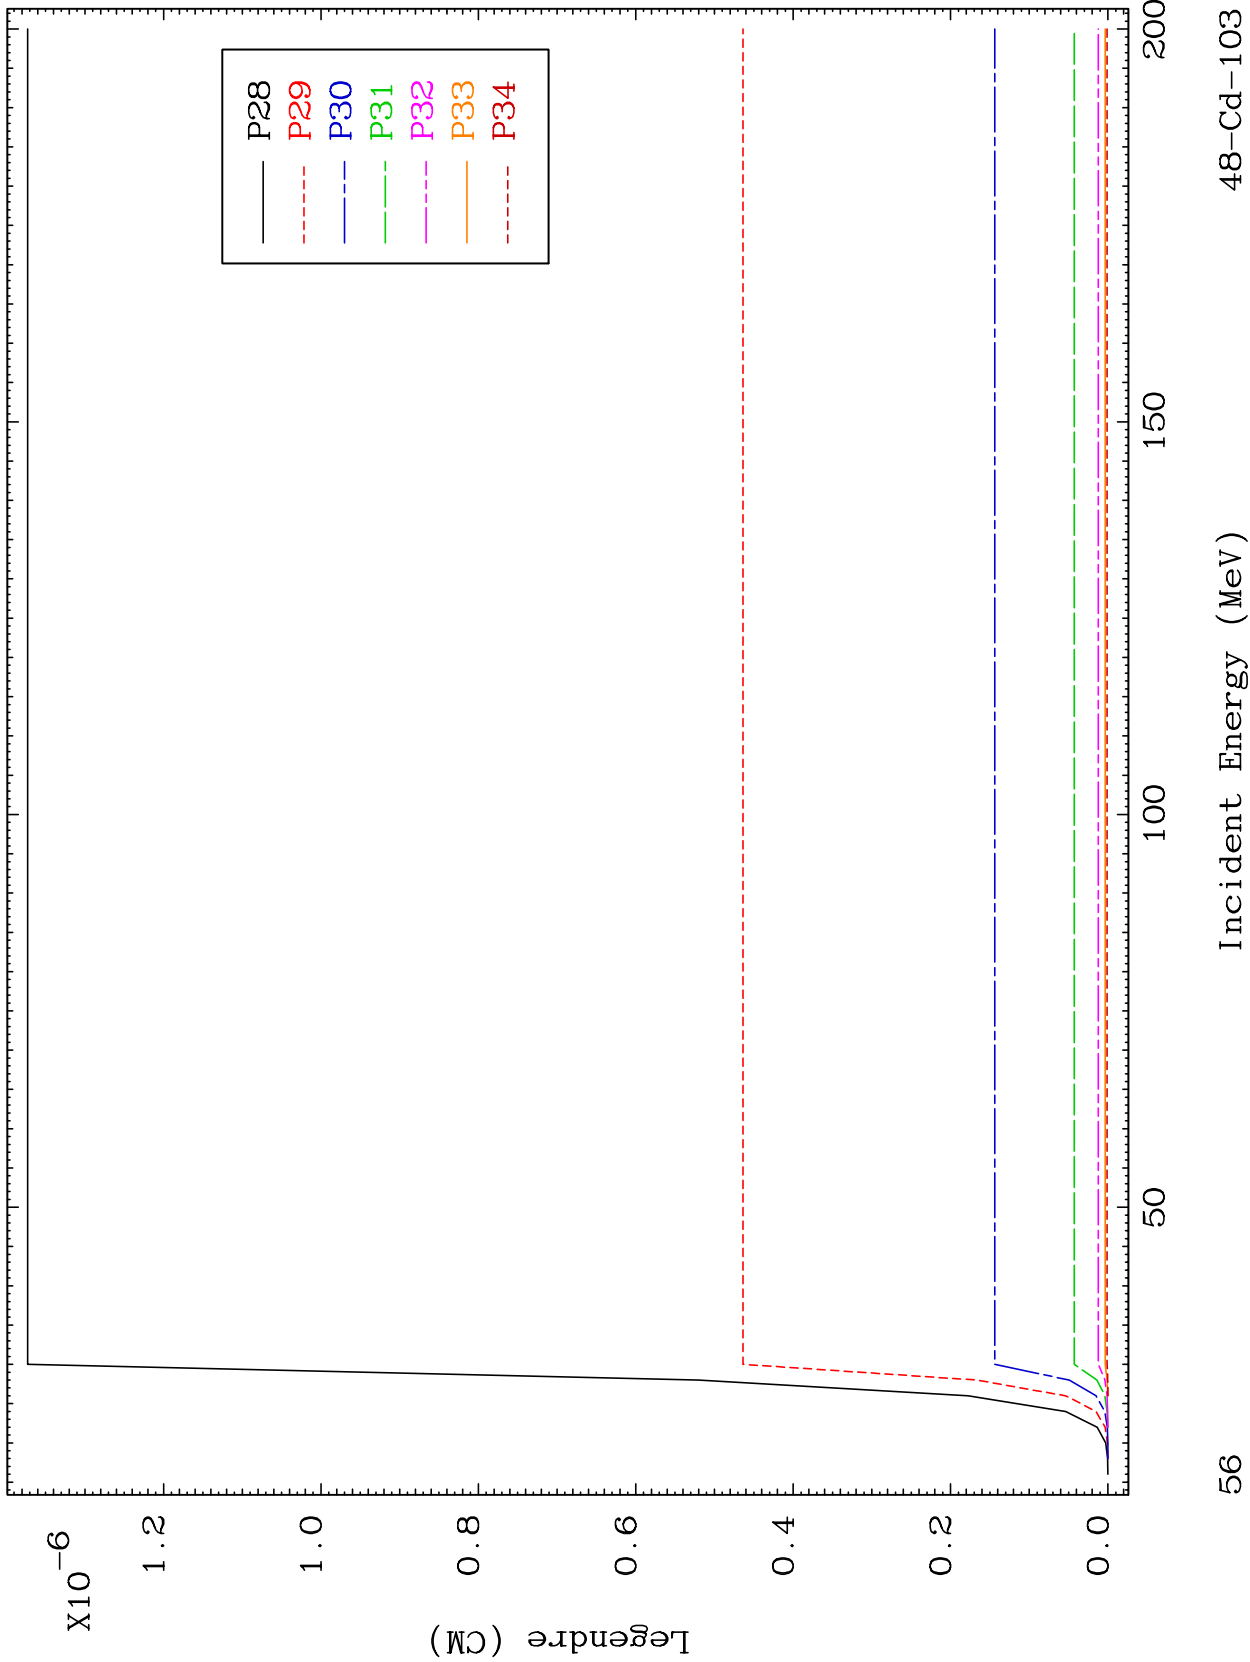 X10-6
1.2
1.0
0.8
0.6
0.4
0.2
0.0
Legendre (CM)
P28
P29
P30
P31
P32
P33
P34
50
100
150
200
Incident Energy (MeV)
56
48-Cd-103